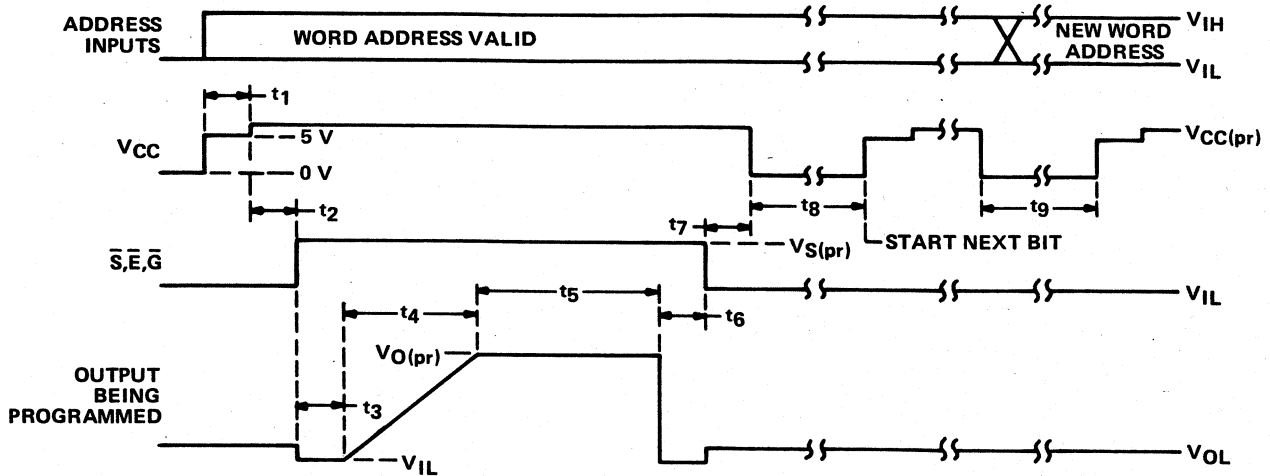 ADDRESS
INPUTS
WORD ADDRESS VALID
NEW WORD
ADDRESS
VIH
VIL
t1
VCC
5 V
0 V
VCC(pr)
t2
t7
t8
t9
VS(pr)
START NEXT BIT
S̅,E̅,G̅
VIL
t4
t5
t6
VO(pr)
OUTPUT
BEING
PROGRAMMED
t3
VIL
VOL